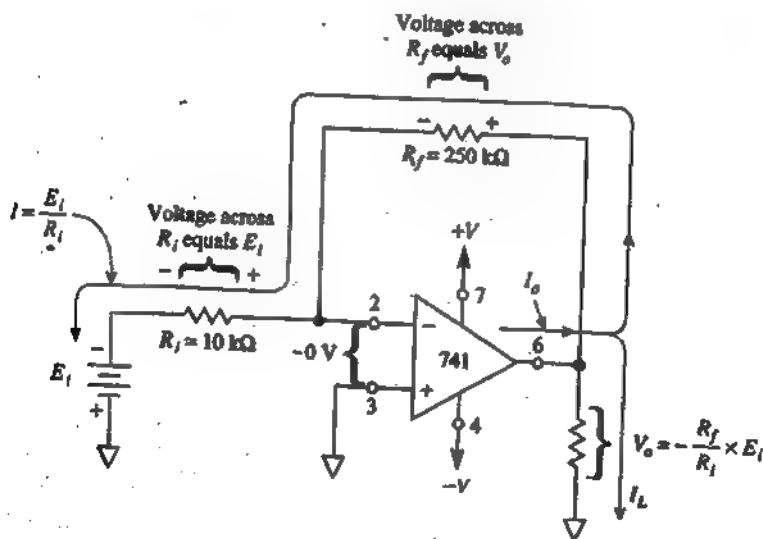 Voltage across
R_f equals V_o
− +
R_f = 250 kΩ
I = E_i / R_i
Voltage across
R_i equals E_i
− +
+V
I_o
7
2
−
R_i = 10 kΩ
~0 V
741
6
−
E_i
+
3
+
4
V_o = − R_f / R_i × E_i
−V
I_L